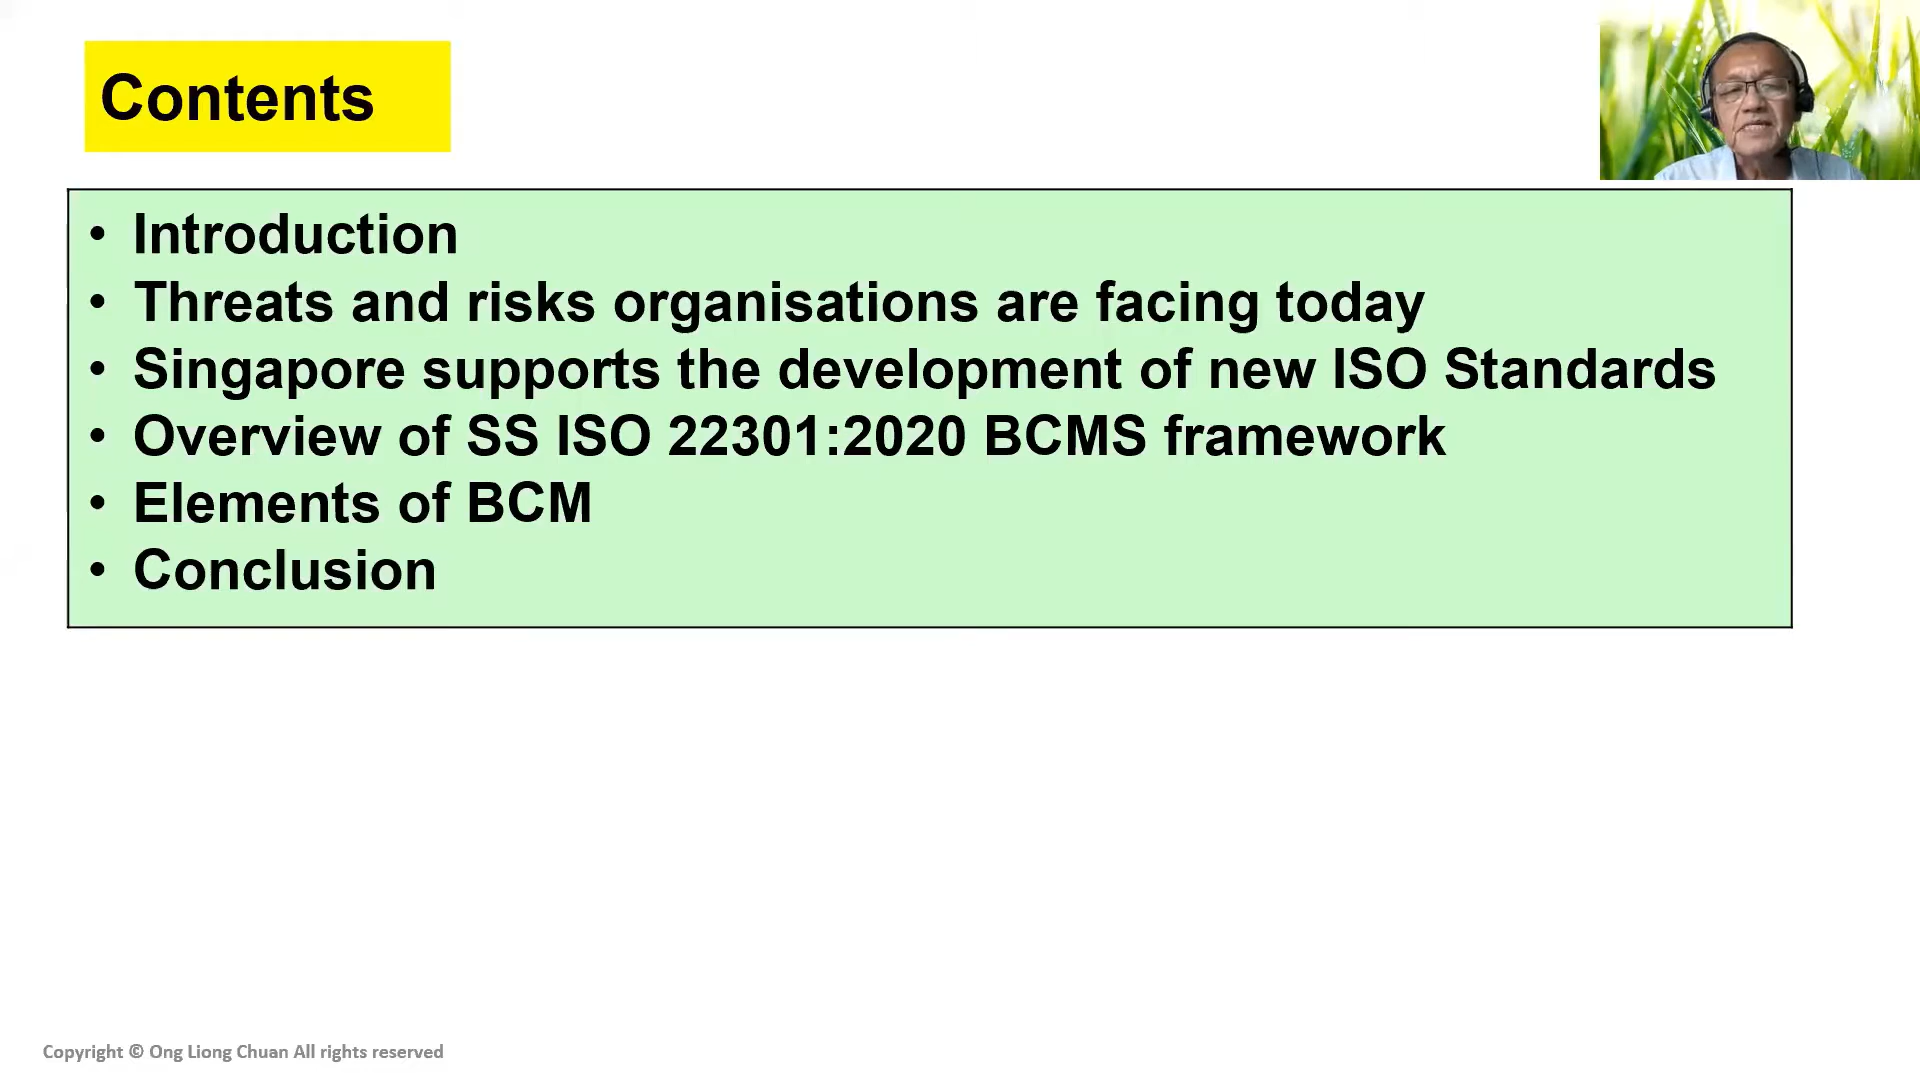 Contents
• Introduction
• Threats and risks organisations are facing today
• Singapore supports the development of new ISO Standards
• Overview of SS ISO 22301:2020 BCMS framework
• Elements of BCM
• Conclusion
Copyright © Ong Liong Chuan All rights reserved